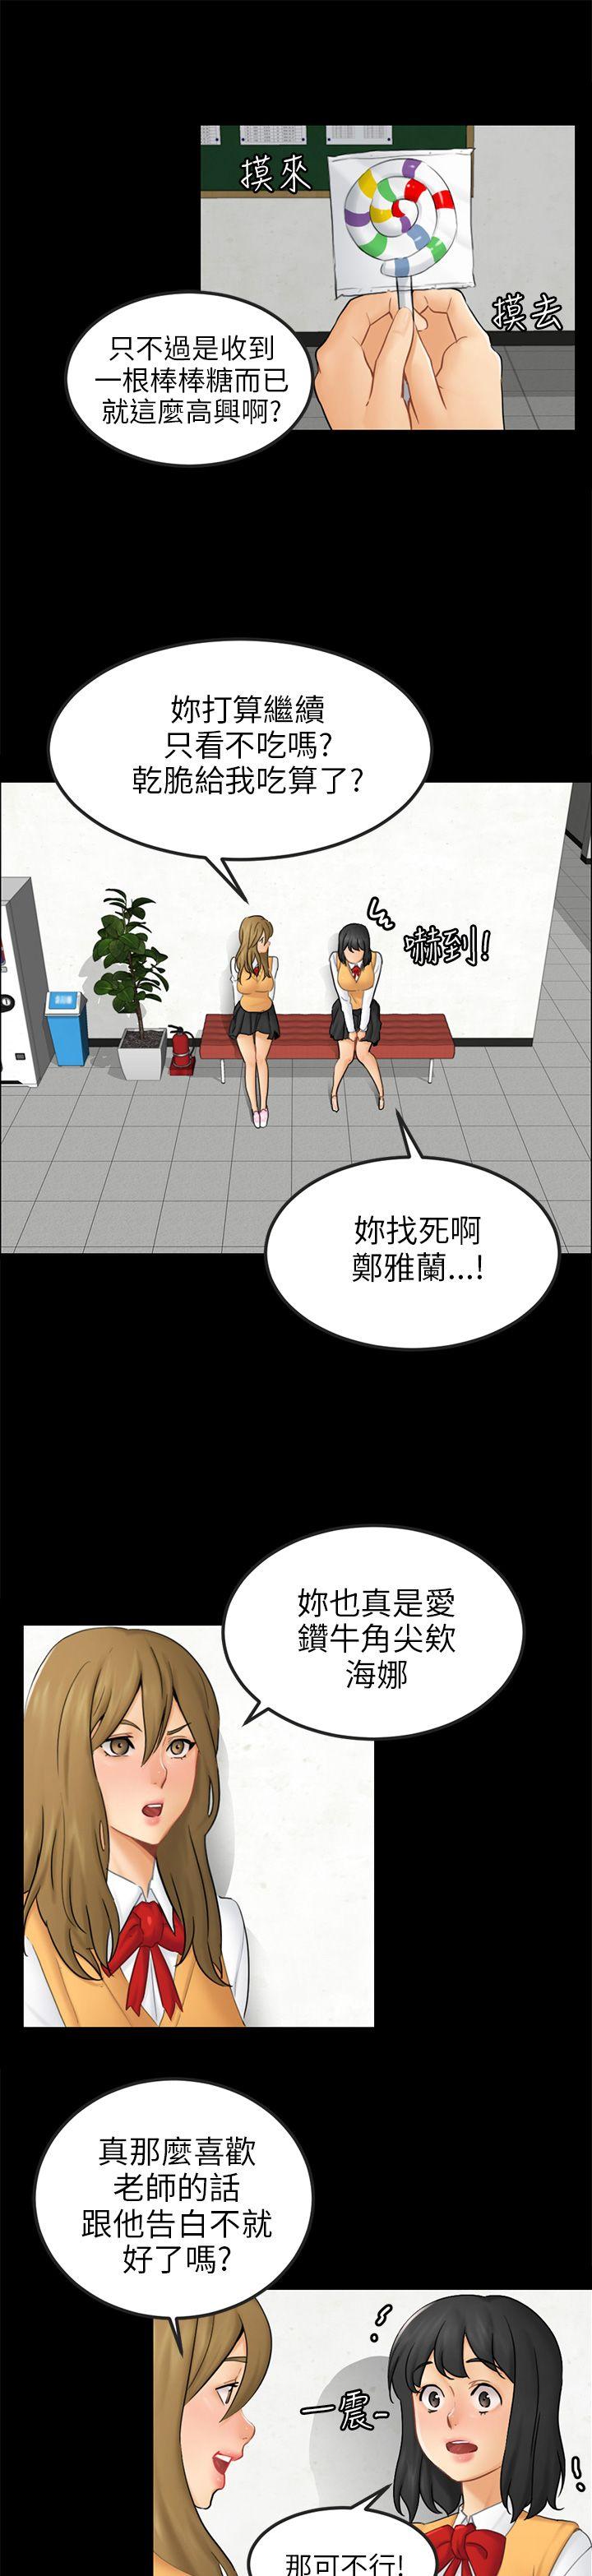 摸來
摸去
只不過是收到
一根棒棒糖而已
就這麼高興啊?
妳打算繼續
只看不吃嗎?
乾脆給我吃算了?
嚇到!
妳找死啊
鄭雅蘭...!
妳也真是愛
鑽牛角尖欸
海娜
真那麼喜歡
老師的話
跟他告白不就
好了嗎?
一震-
那可不行!